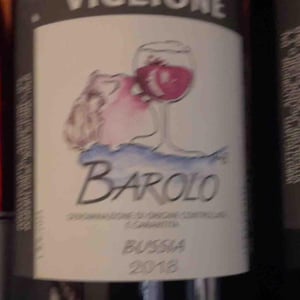 VIGLIONE
BAROLO
DENOMINAZIONE DI ORIGINE CONTROLLATA
E GARANTITA
BUSSIA
2018